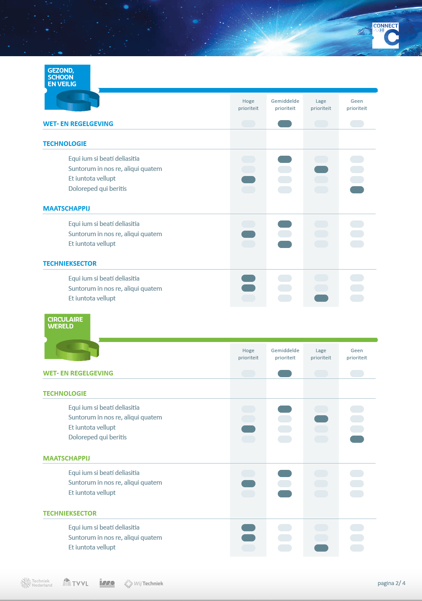 CONNECT
C
GEZOND,
SCHOON
EN VEILIG
Hoge prioriteit Gemiddelde prioriteit Lage prioriteit Geen prioriteit
WET- EN REGELGEVING
TECHNOLOGIE
Equi ium si beati deliasitia
Suntorum in nos re, aliqui quatem
Et iuntota vellupt
Doloreped qui beritis
MAATSCHAPPIJ
Equi ium si beati deliasitia
Suntorum in nos re, aliqui quatem
Et iuntota vellupt
TECHNIEKSECTOR
Equi ium si beati deliasitia
Suntorum in nos re, aliqui quatem
Et iuntota vellupt
CIRCULAIRE
WERELD
Hoge prioriteit Gemiddelde prioriteit Lage prioriteit Geen prioriteit
WET- EN REGELGEVING
TECHNOLOGIE
Equi ium si beati deliasitia
Suntorum in nos re, aliqui quatem
Et iuntota vellupt
Doloreped qui beritis
MAATSCHAPPIJ
Equi ium si beati deliasitia
Suntorum in nos re, aliqui quatem
Et iuntota vellupt
TECHNIEKSECTOR
Equi ium si beati deliasitia
Suntorum in nos re, aliqui quatem
Et iuntota vellupt
Techniek
Nederland
TVVL
WijTechniek
pagina 2/ 4